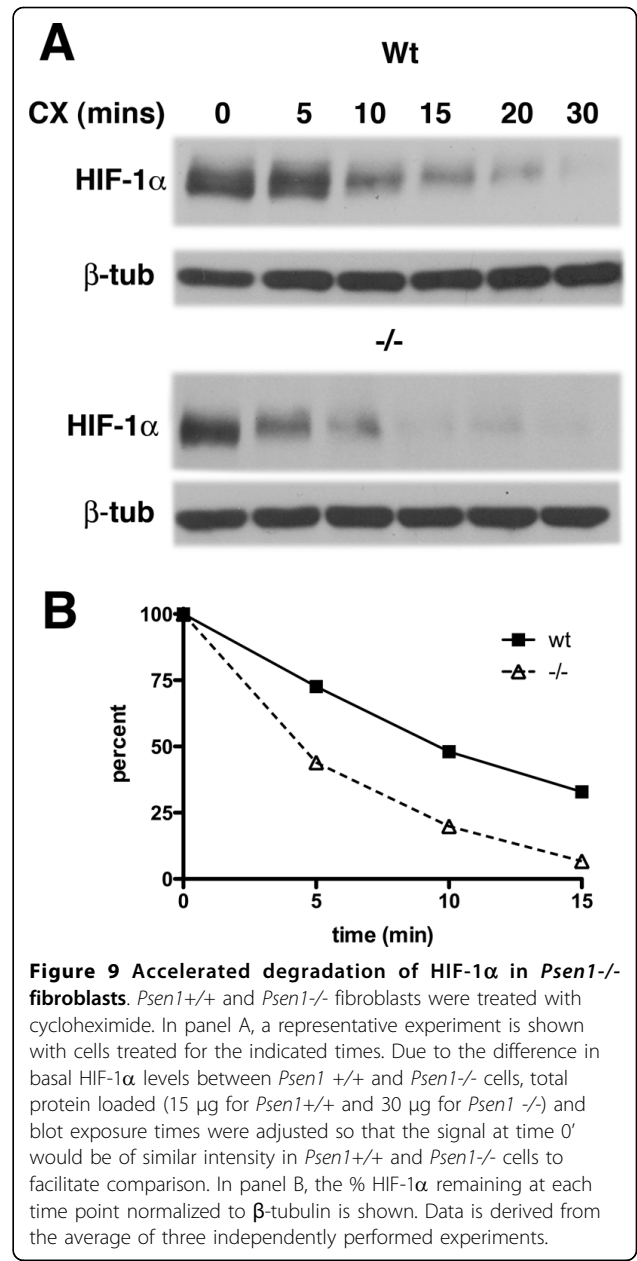 A
Wt
CX (mins) 0 5 10 15 20 30
HIF-1α
β-tub
-/-
HIF-1α
β-tub
B
100
75
50
25
0
percent
wt
-/-
0 5 10 15
time (min)
Figure 9 Accelerated degradation of HIF-1α in Psen1-/-
fibroblasts. Psen1+/+ and Psen1-/- fibroblasts were treated with
cycloheximide. In panel A, a representative experiment is shown
with cells treated for the indicated times. Due to the difference in
basal HIF-1α levels between Psen1 +/+ and Psen1-/- cells, total
protein loaded (15 μg for Psen1+/+ and 30 μg for Psen1 -/-) and
blot exposure times were adjusted so that the signal at time 0’
would be of similar intensity in Psen1+/+ and Psen1-/- cells to
facilitate comparison. In panel B, the % HIF-1α remaining at each
time point normalized to β-tubulin is shown. Data is derived from
the average of three independently performed experiments.